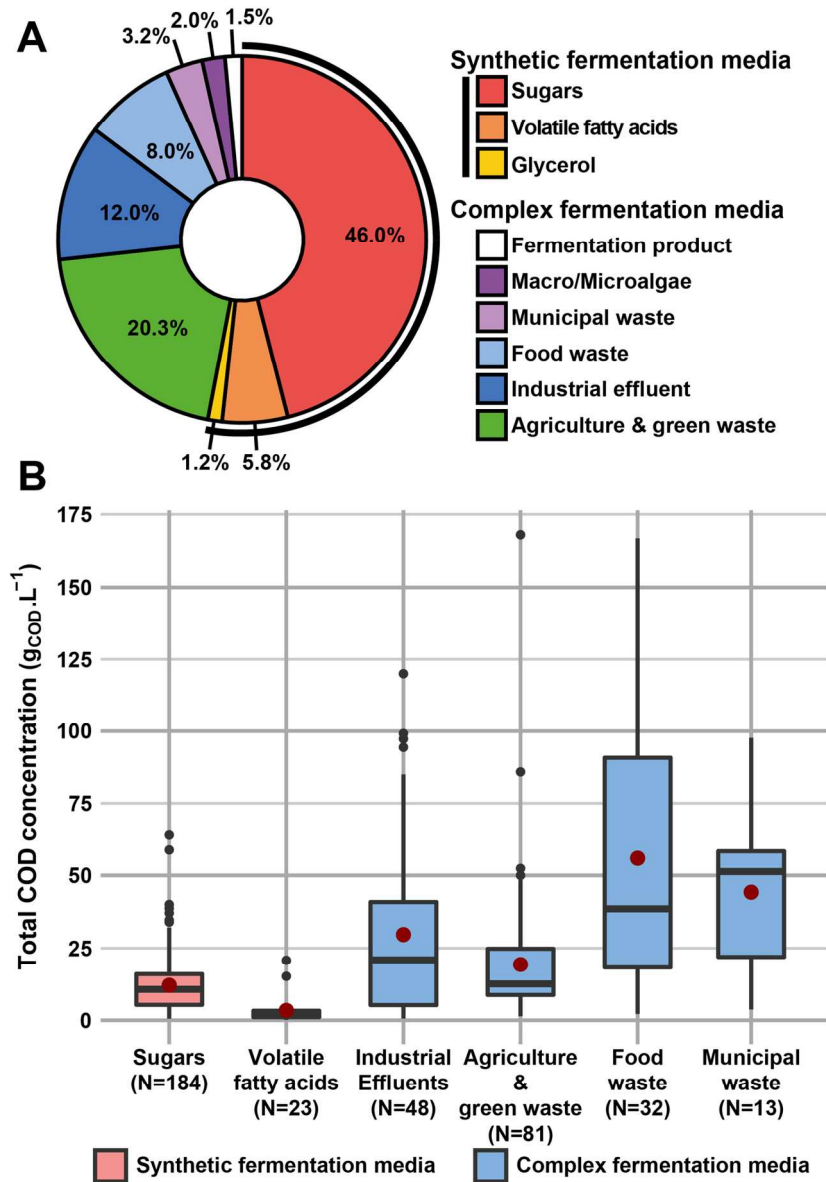 A
3.2%
2.0%
1.5%
8.0%
12.0%
46.0%
20.3%
1.2%
5.8%
Synthetic fermentation media
Sugars
Volatile fatty acids
Glycerol
Complex fermentation media
Fermentation product
Macro/Microalgae
Municipal waste
Food waste
Industrial effluent
Agriculture & green waste
B
Total COD concentration (gCOD.L⁻¹)
175
150
125
100
75
50
25
0
Sugars
(N=184)
Volatile
fatty acids
(N=23)
Industrial
Effluents
(N=48)
Agriculture
&
green waste
(N=81)
Food
waste
(N=32)
Municipal
waste
(N=13)
Synthetic fermentation media
Complex fermentation media